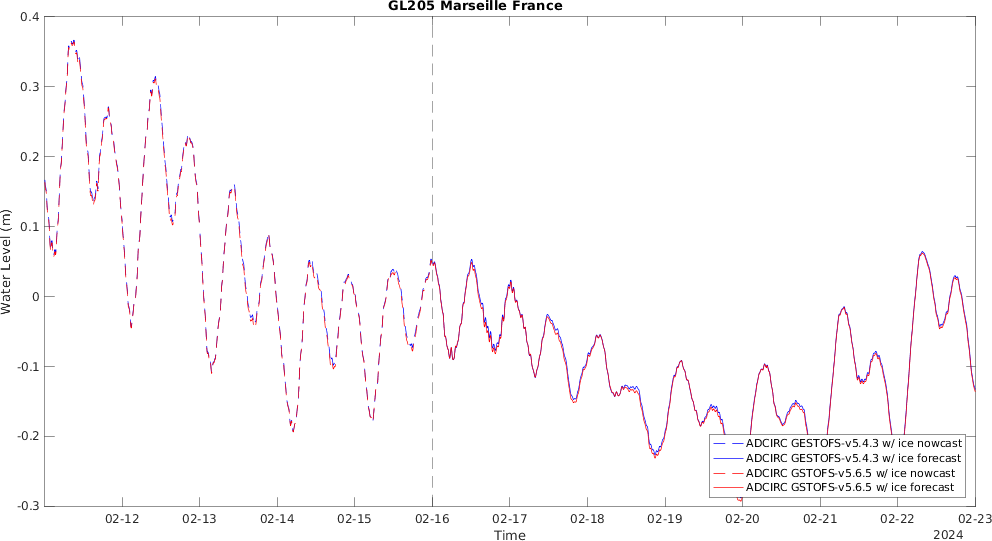 GL205 Marseille France
0.4
0.3
0.2
0.1
0
-0.1
-0.2
-0.3
Water Level (m)
ADCIRC GESTOFS-v5.4.3 w/ ice nowcast
ADCIRC GESTOFS-v5.4.3 w/ ice forecast
ADCIRC GSTOFS-v5.6.5 w/ ice nowcast
ADCIRC GSTOFS-v5.6.5 w/ ice forecast
02-12 02-13 02-14 02-15 02-16 02-17 02-18 02-19 02-20 02-21 02-22 02-23
Time
2024